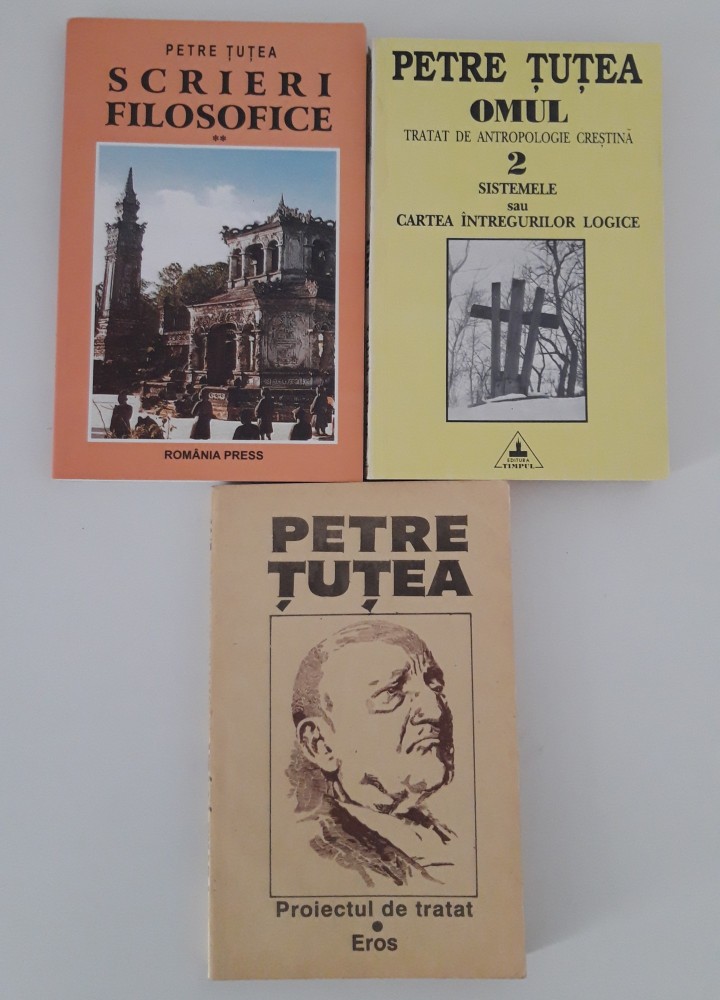 PETRE ȚUȚEA
SCRIERI
FILOSOFICE
**
ROMÂNIA PRESS
PETRE ȚUȚEA
OMUL
TRATAT DE ANTROPOLOGIE CREȘTINĂ
2
SISTEMELE
sau
CARTEA ÎNTREGURILOR LOGICE
EDITURA
TIMPUL
PETRE
ȚUȚEA
Proiectul de tratat
•
Eros